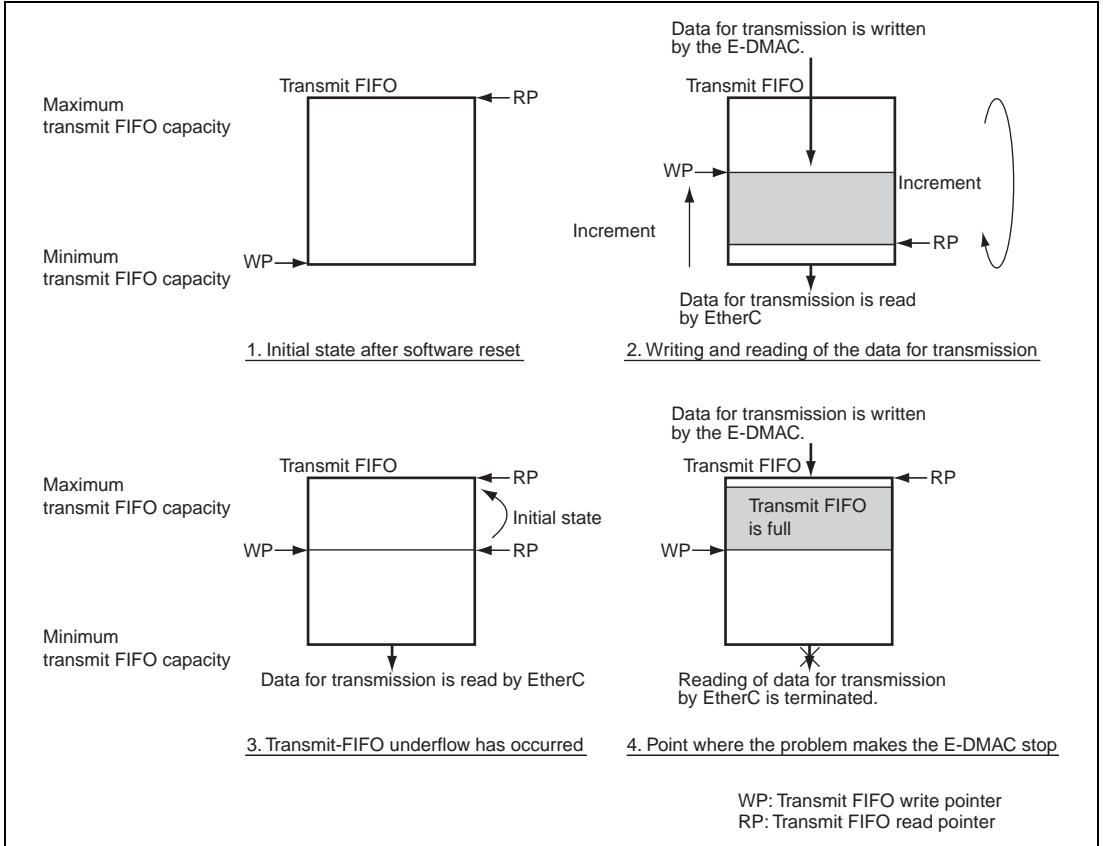 Transmit FIFO
RP
Maximum
transmit FIFO capacity
Minimum
transmit FIFO capacity
WP
1. Initial state after software reset
Data for transmission is written
by the E-DMAC.
Transmit FIFO
WP
Increment
Increment
RP
Data for transmission is read
by EtherC
2. Writing and reading of the data for transmission
Transmit FIFO
RP
Maximum
transmit FIFO capacity
Initial state
WP
RP
Minimum
transmit FIFO capacity
Data for transmission is read by EtherC
3. Transmit-FIFO underflow has occurred
Data for transmission is written
by the E-DMAC.
Transmit FIFO
RP
Transmit FIFO
is full
WP
Reading of data for transmission
by EtherC is terminated.
4. Point where the problem makes the E-DMAC stop
WP: Transmit FIFO write pointer
RP: Transmit FIFO read pointer